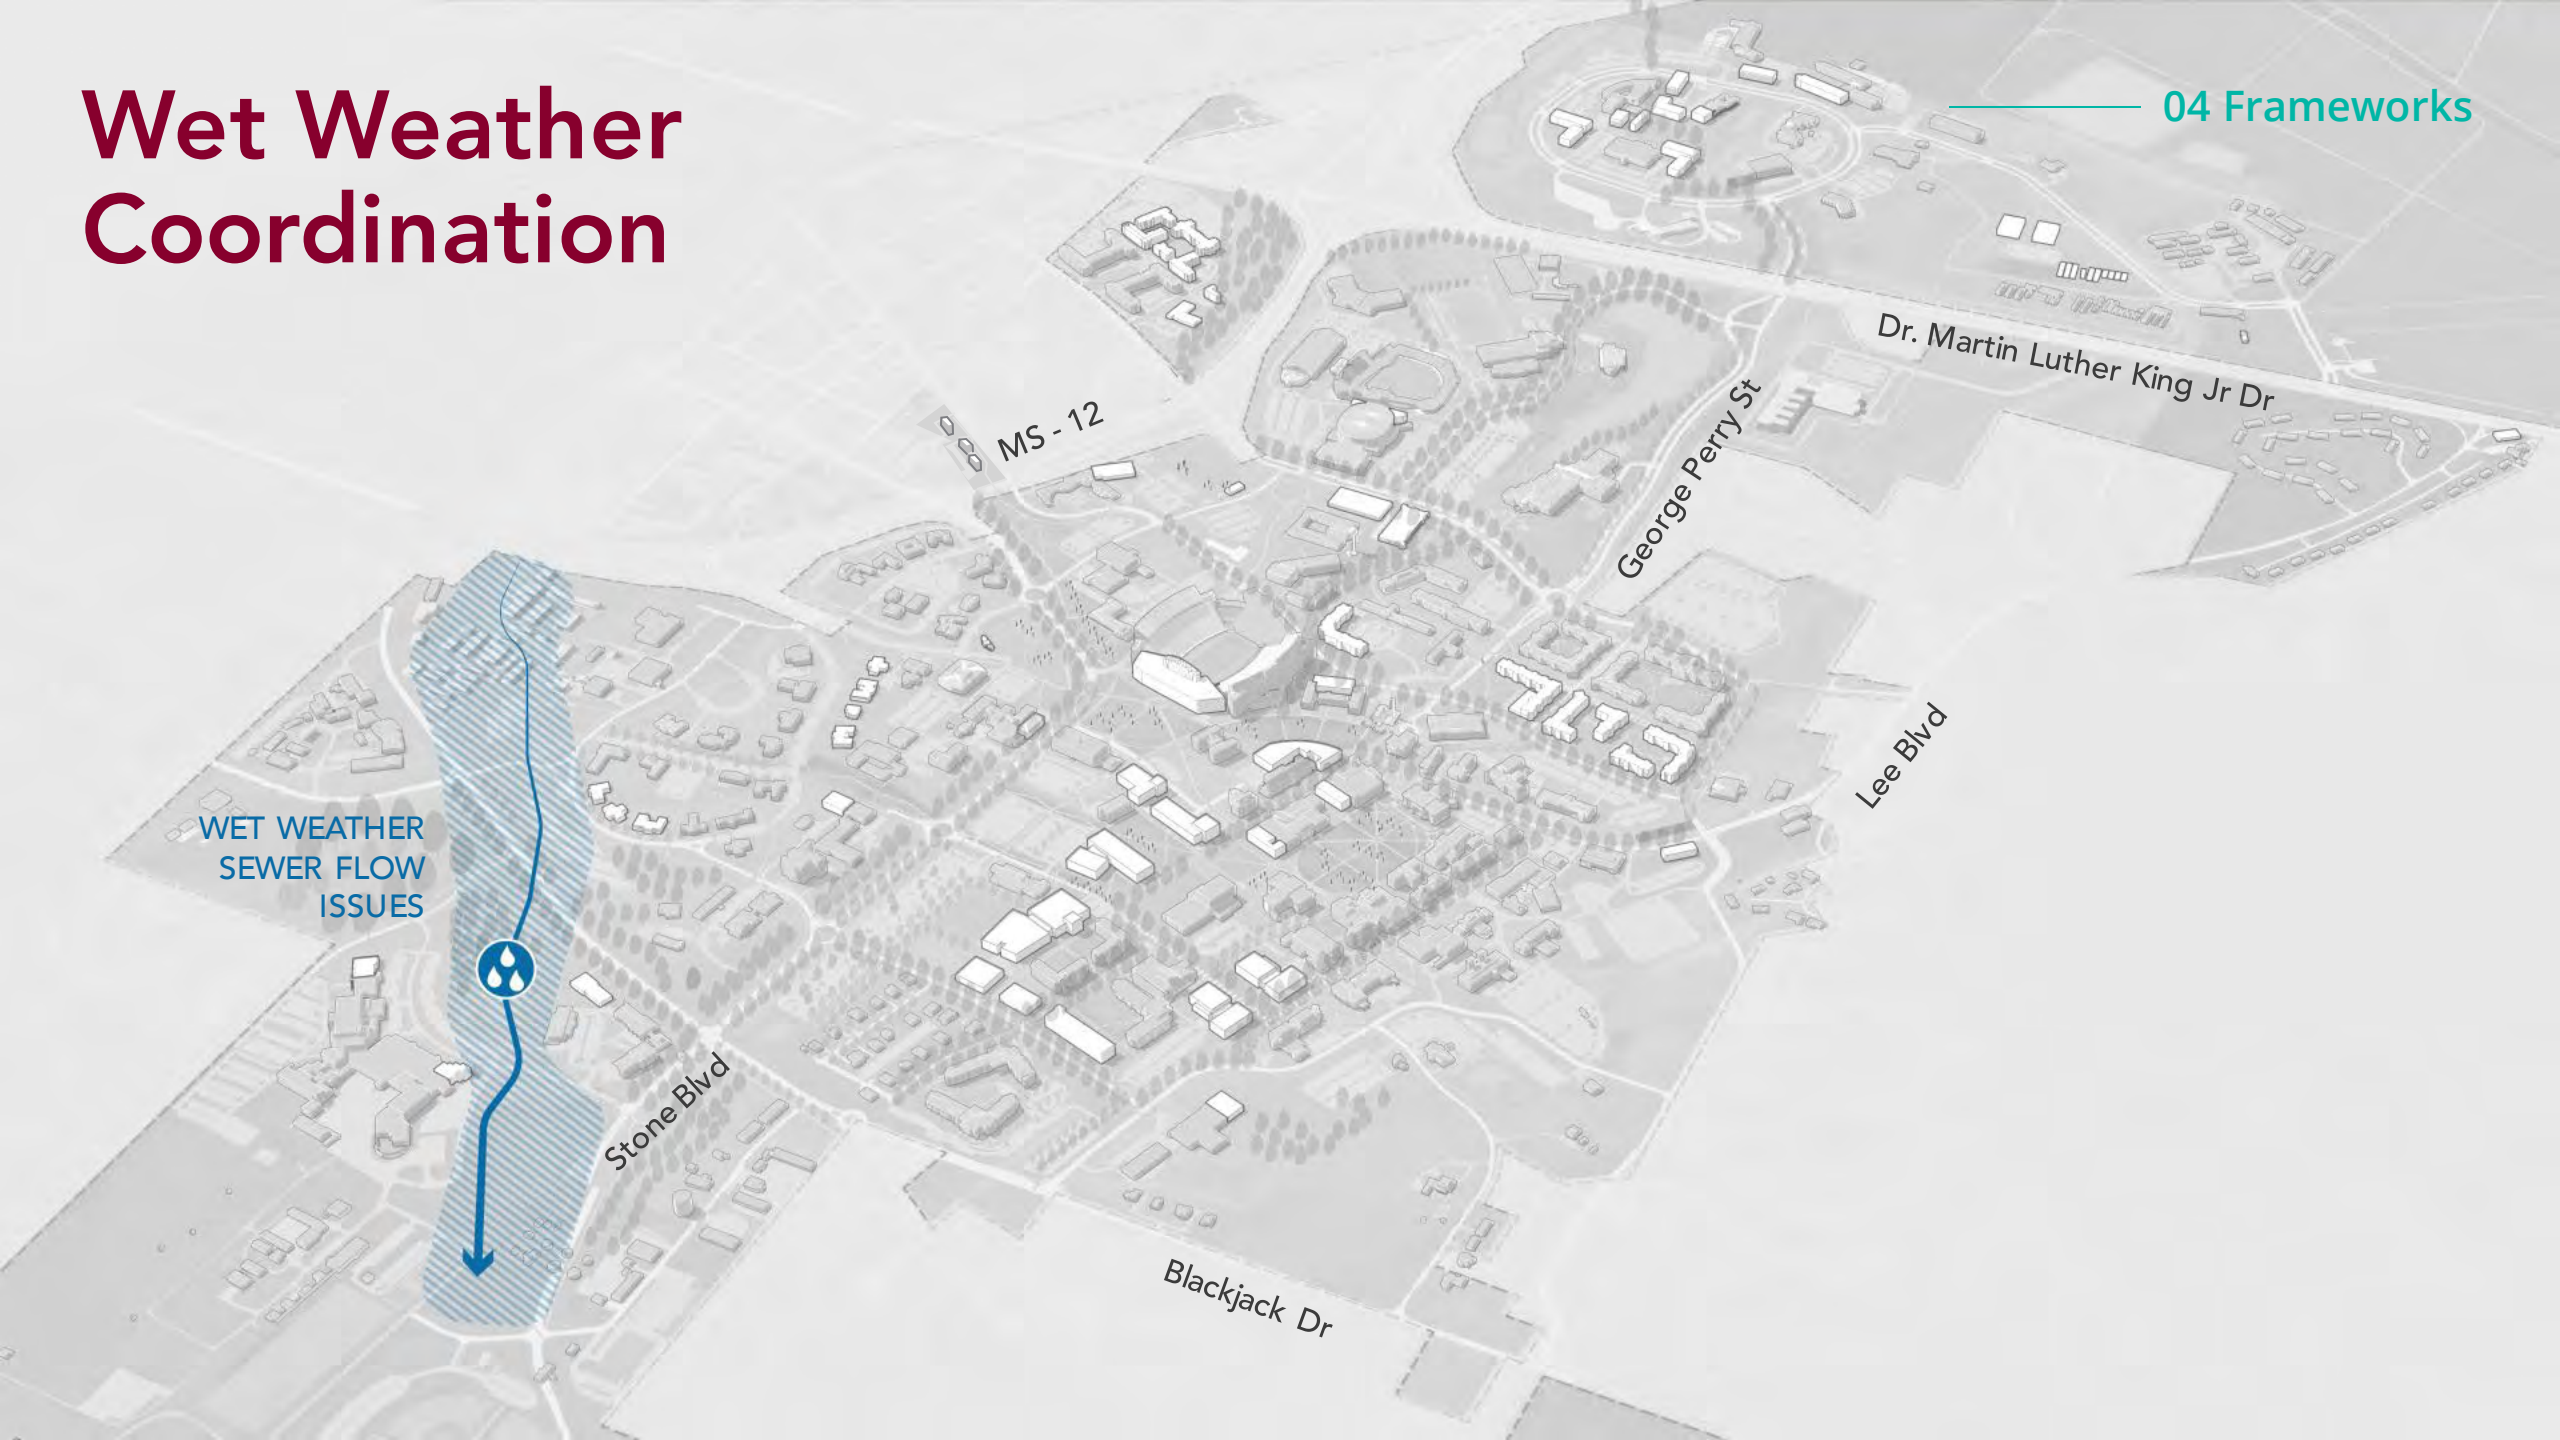 Wet Weather
Coordination
04 Frameworks
Dr. Martin Luther King Jr Dr
MS - 12
George Perry St
Lee Blvd
WET WEATHER
SEWER FLOW
ISSUES
Stone Blvd
Blackjack Dr